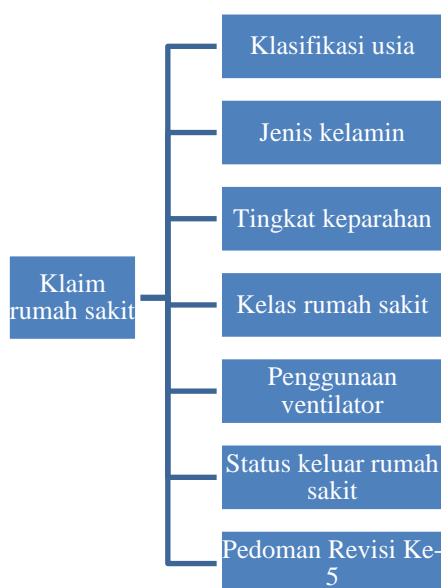 Klasifikasi usia
Jenis kelamin
Tingkat keparahan
Klaim
rumah sakit
Kelas rumah sakit
Penggunaan
ventilator
Status keluar rumah
sakit
Pedoman Revisi Ke-
5